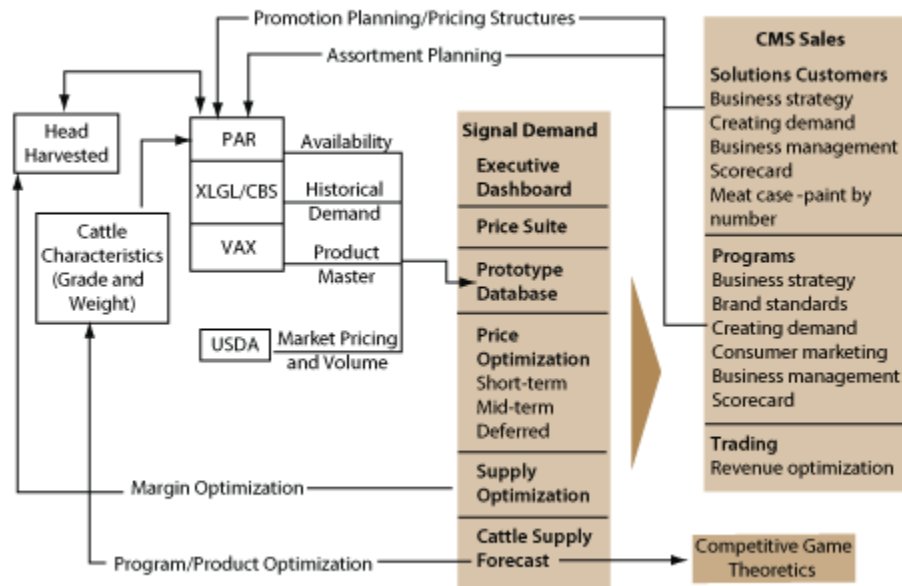 Promotion Planning/Pricing Structures
Assortment Planning
Head
Harvested
Cattle
Characteristics
(Grade and
Weight)
PAR
XLGL/CBS
VAX
USDA
Availability
Historical
Demand
Product
Master
Market Pricing
and Volume
Margin Optimization
Program/Product Optimization
Signal Demand
Executive
Dashboard
Price Suite
Prototype
Database
Price
Optimization
Short-term
Mid-term
Deferred
Supply
Optimization
Cattle Supply
Forecast
CMS Sales
Solutions Customers
Business strategy
Creating demand
Business management
Scorecard
Meat case -paint by
number
Programs
Business strategy
Brand standards
Creating demand
Consumer marketing
Business management
Scorecard
Trading
Revenue optimization
Competitive Game
Theoretics